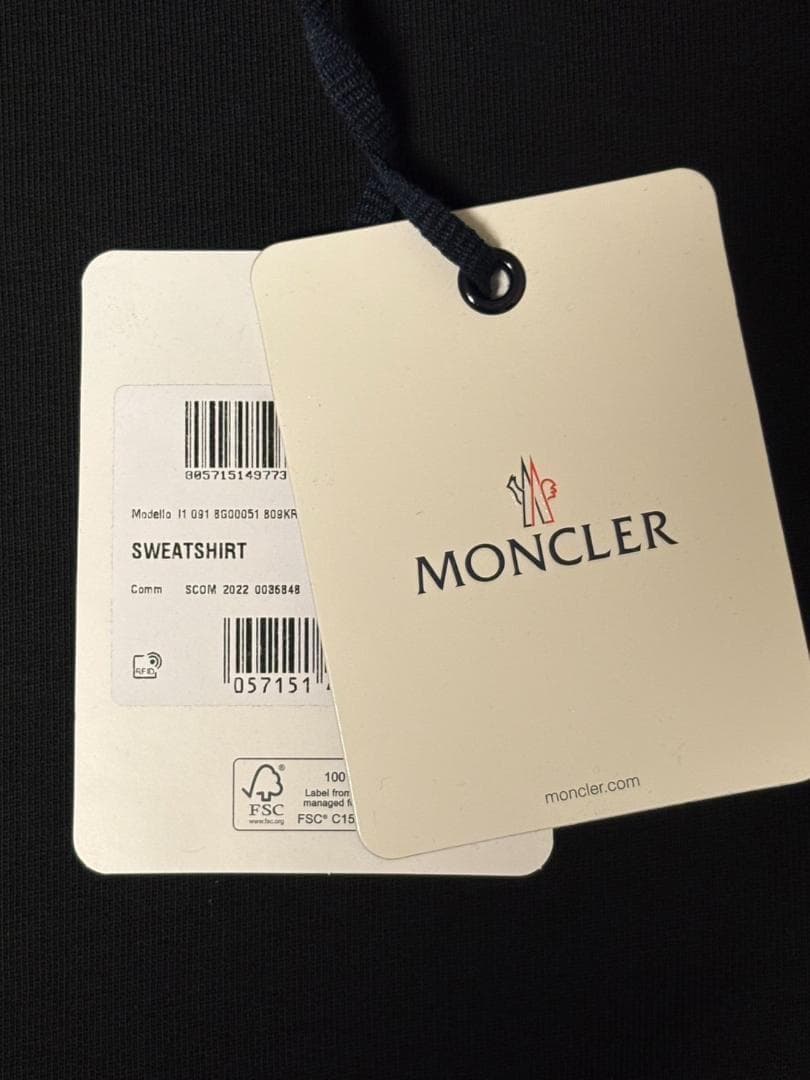 805715149773
Modello I1 091 8G00051 809KR
SWEATSHIRT
Comm SCOM 2022 0036848
RFID
057151
FSC®
www.fsc.org
100
Label from
managed f
FSC® C15
MONCLER
moncler.com